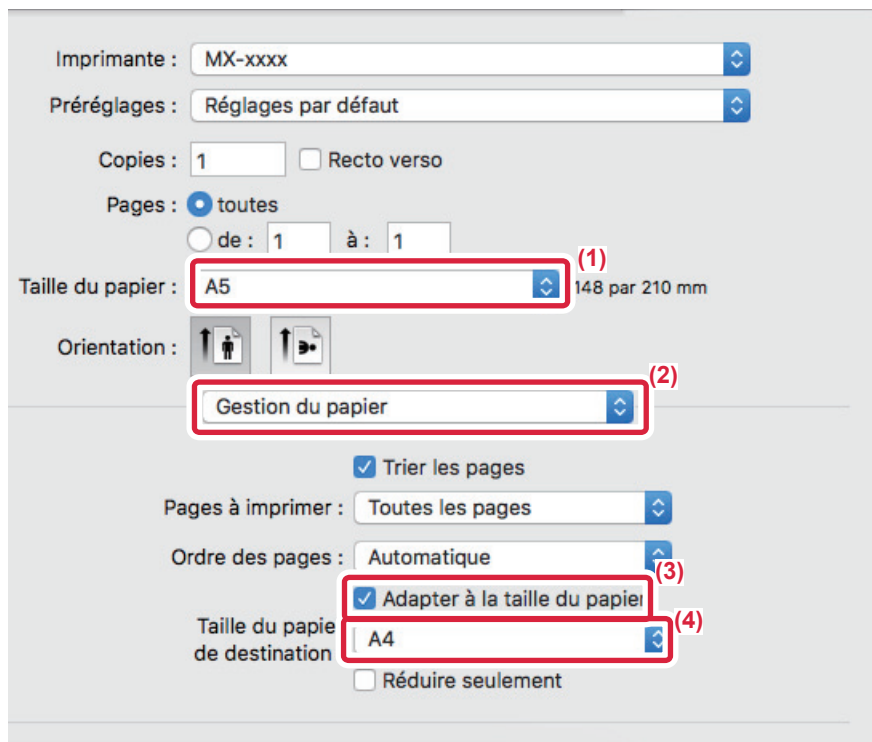 Imprimante : MX-xxxx
Préréglages : Réglages par défaut
Copies : 1 Recto verso
Pages : toutes
de : 1 à : 1
(1)
Taille du papier : A5 148 par 210 mm
Orientation :
(2)
Gestion du papier
Trier les pages
Pages à imprimer : Toutes les pages
Ordre des pages : Automatique
(3)
Adapter à la taille du papier
(4)
Taille du papie
de destination A4
Réduire seulement